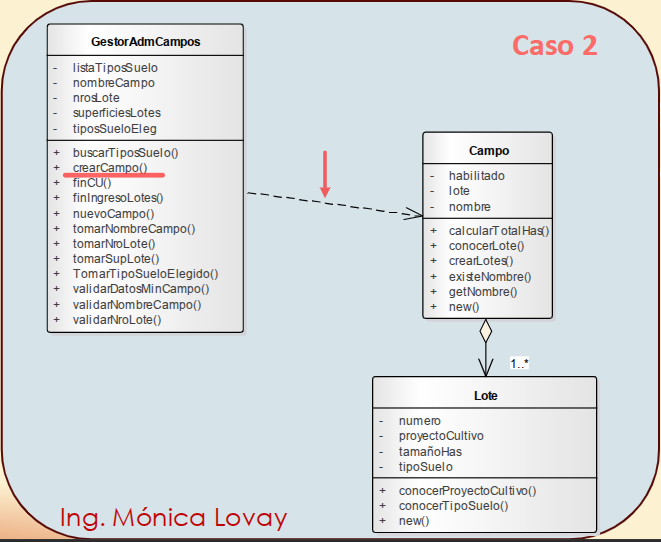 Caso 2
GestorAdmCampos
- listaTiposSuelo
- nombreCampo
- nrosLote
- superficiesLotes
- tiposSueloEleg
+ buscarTiposSuelo()
+ crearCampo()
+ finCU()
+ finIngresoLotes()
+ nuevoCampo()
+ tomarNombreCampo()
+ tomarNroLote()
+ tomarSupLote()
+ TomarTipoSueloElegido()
+ validarDatosMinCampo()
+ validarNombreCampo()
+ validarNroLote()
Campo
- habilitado
- lote
- nombre
+ calcularTotalHas()
+ conocerLote()
+ crearLotes()
+ existeNombre()
+ getNombre()
+ new()
1..*
Lote
- numero
- proyectoCultivo
- tamañoHas
- tipoSuelo
+ conocerProyectoCultivo()
+ conocerTipoSuelo()
+ new()
Ing. Mónica Lovay